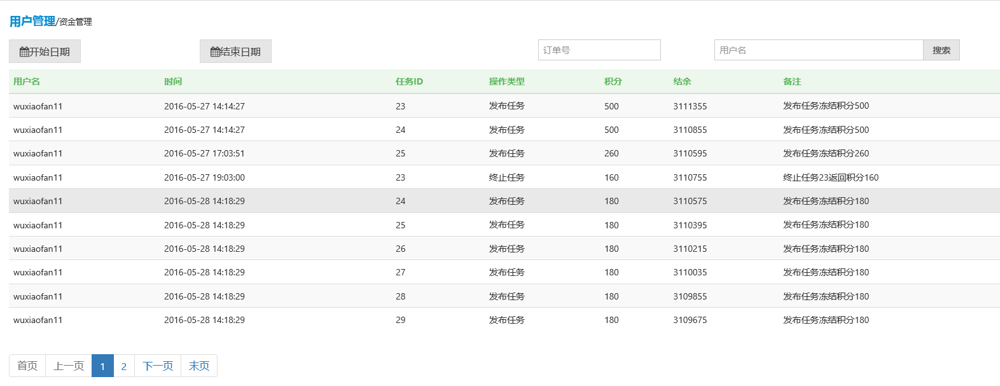 用户管理/资金管理
开始日期 结束日期 订单号 用户名 搜索
用户名 时间 任务ID 操作类型 积分 结余 备注
wuxiaofan11 2016-05-27 14:14:27 23 发布任务 500 3111355 发布任务冻结积分500
wuxiaofan11 2016-05-27 14:14:27 24 发布任务 500 3110855 发布任务冻结积分500
wuxiaofan11 2016-05-27 17:03:51 25 发布任务 260 3110595 发布任务冻结积分260
wuxiaofan11 2016-05-27 19:03:00 23 终止任务 160 3110755 终止任务23返回积分160
wuxiaofan11 2016-05-28 14:18:29 24 发布任务 180 3110575 发布任务冻结积分180
wuxiaofan11 2016-05-28 14:18:29 25 发布任务 180 3110395 发布任务冻结积分180
wuxiaofan11 2016-05-28 14:18:29 26 发布任务 180 3110215 发布任务冻结积分180
wuxiaofan11 2016-05-28 14:18:29 27 发布任务 180 3110035 发布任务冻结积分180
wuxiaofan11 2016-05-28 14:18:29 28 发布任务 180 3109855 发布任务冻结积分180
wuxiaofan11 2016-05-28 14:18:29 29 发布任务 180 3109675 发布任务冻结积分180
首页 上一页 1 2 下一页 末页